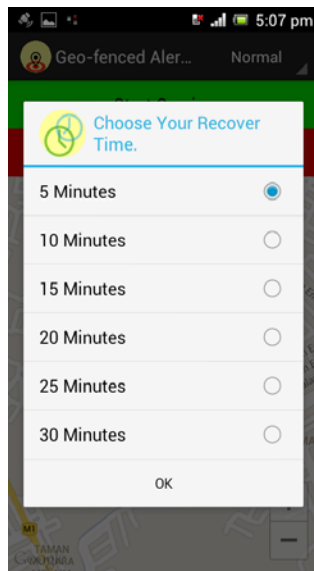 5:07 pm
Geo-fenced Aler... Normal
Choose Your Recover
Time.
5 Minutes
10 Minutes
15 Minutes
20 Minutes
25 Minutes
30 Minutes
OK
M1
TAMAN